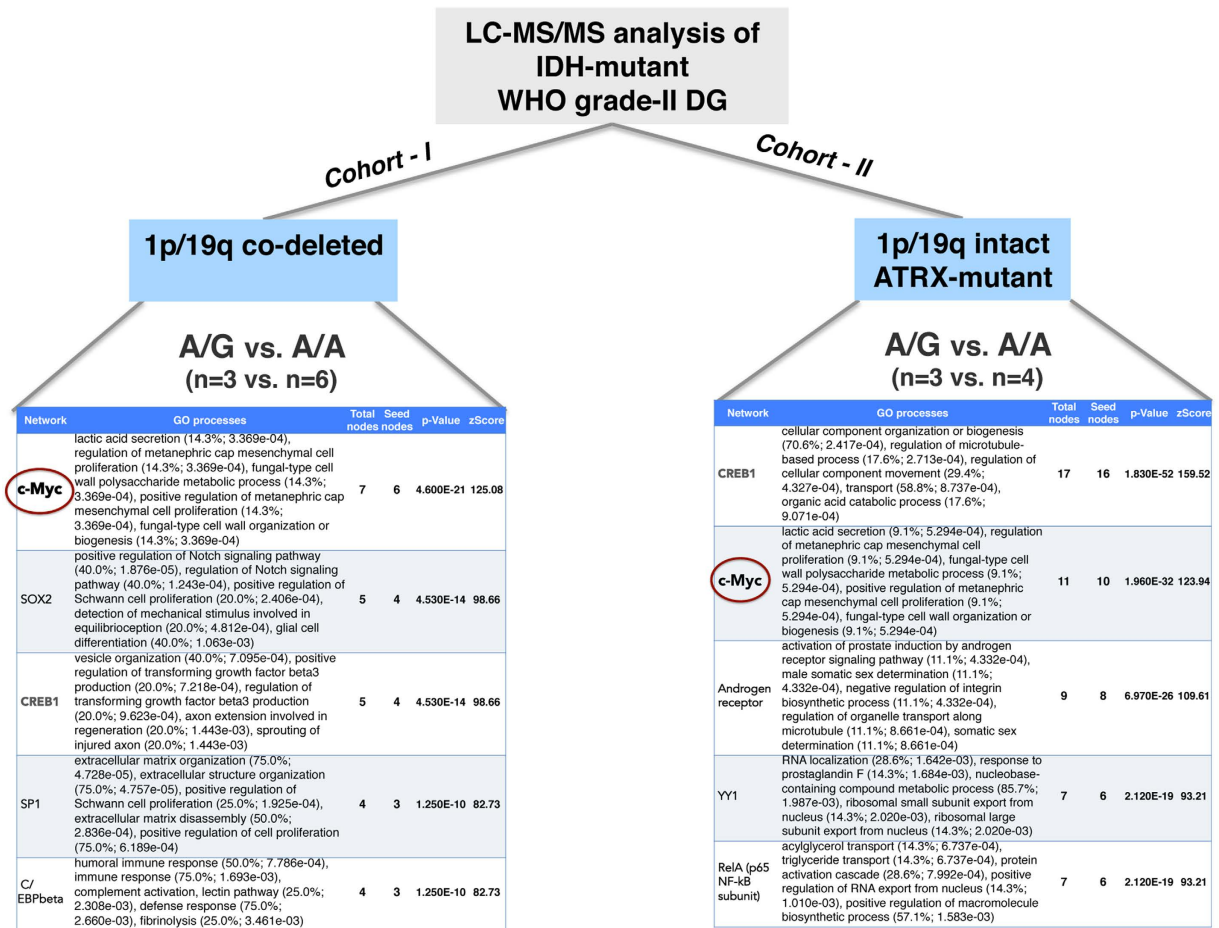 LC-MS/MS analysis of
IDH-mutant
WHO grade-II DG
Cohort - I
Cohort - II
1p/19q co-deleted
A/G vs. A/A
(n=3 vs. n=6)
Network GO processes Total nodes Seed nodes p-Value zScore
lactic acid secretion (14.3%; 3.369e-04),
regulation of metanephric cap mesenchymal cell
proliferation (14.3%; 3.369e-04), fungal-type cell
c-Myc wall polysaccharide metabolic process (14.3%; 7 6 4.600E-21 125.08
3.369e-04), positive regulation of metanephric cap
mesenchymal cell proliferation (14.3%;
3.369e-04), fungal-type cell wall organization or
biogenesis (14.3%; 3.369e-04)
positive regulation of Notch signaling pathway
(40.0%; 1.876e-05), regulation of Notch signaling
pathway (40.0%; 1.243e-04), positive regulation of
SOX2 Schwann cell proliferation (20.0%; 2.406e-04), 5 4 4.530E-14 98.66
detection of mechanical stimulus involved in
equilibrioception (20.0%; 4.812e-04), glial cell
differentiation (40.0%; 1.063e-03)
vesicle organization (40.0%; 7.095e-04), positive
regulation of transforming growth factor beta3
production (20.0%; 7.218e-04), regulation of
CREB1 transforming growth factor beta3 production 5 4 4.530E-14 98.66
(20.0%; 9.623e-04), axon extension involved in
regeneration (20.0%; 1.443e-03), sprouting of
injured axon (20.0%; 1.443e-03)
extracellular matrix organization (75.0%;
4.728e-05), extracellular structure organization
(75.0%; 4.757e-05), positive regulation of
SP1 Schwann cell proliferation (25.0%; 1.925e-04), 4 3 1.250E-10 82.73
extracellular matrix disassembly (50.0%;
2.836e-04), positive regulation of cell proliferation
(75.0%; 6.189e-04)
humoral immune response (50.0%; 7.786e-04),
immune response (75.0%; 1.693e-03),
C/ EBPbeta complement activation, lectin pathway (25.0%; 4 3 1.250E-10 82.73
2.308e-03), defense response (75.0%;
2.660e-03), fibrinolysis (25.0%; 3.461e-03)
1p/19q intact
ATRX-mutant
A/G vs. A/A
(n=3 vs. n=4)
Network GO processes Total nodes Seed nodes p-Value zScore
cellular component organization or biogenesis
(70.6%; 2.417e-04), regulation of microtubule-
based process (17.6%; 2.713e-04), regulation of
CREB1 cellular component movement (29.4%; 17 16 1.830E-52 159.52
4.327e-04), transport (58.8%; 8.737e-04),
organic acid catabolic process (17.6%;
9.071e-04)
lactic acid secretion (9.1%; 5.294e-04), regulation
of metanephric cap mesenchymal cell
proliferation (9.1%; 5.294e-04), fungal-type cell
c-Myc wall polysaccharide metabolic process (9.1%; 11 10 1.960E-32 123.94
5.294e-04), positive regulation of metanephric
cap mesenchymal cell proliferation (9.1%;
5.294e-04), fungal-type cell wall organization or
biogenesis (9.1%; 5.294e-04)
activation of prostate induction by androgen
receptor signaling pathway (11.1%; 4.332e-04),
male somatic sex determination (11.1%;
Androgen receptor 4.332e-04), negative regulation of integrin 9 8 6.970E-26 109.61
biosynthetic process (11.1%; 4.332e-04),
regulation of organelle transport along
microtubule (11.1%; 8.661e-04), somatic sex
determination (11.1%; 8.661e-04)
RNA localization (28.6%; 1.642e-03), response to
prostaglandin F (14.3%; 1.684e-03), nucleobase-
YY1 containing compound metabolic process (85.7%; 7 6 2.120E-19 93.21
1.987e-03), ribosomal small subunit export from
nucleus (14.3%; 2.020e-03), ribosomal large
subunit export from nucleus (14.3%; 2.020e-03)
acylglycerol transport (14.3%; 6.737e-04),
triglyceride transport (14.3%; 6.737e-04), protein
RelA (p65 NF-kB subunit) activation cascade (28.6%; 7.992e-04), positive 7 6 2.120E-19 93.21
regulation of RNA export from nucleus (14.3%;
1.010e-03), positive regulation of macromolecule
biosynthetic process (57.1%; 1.583e-03)